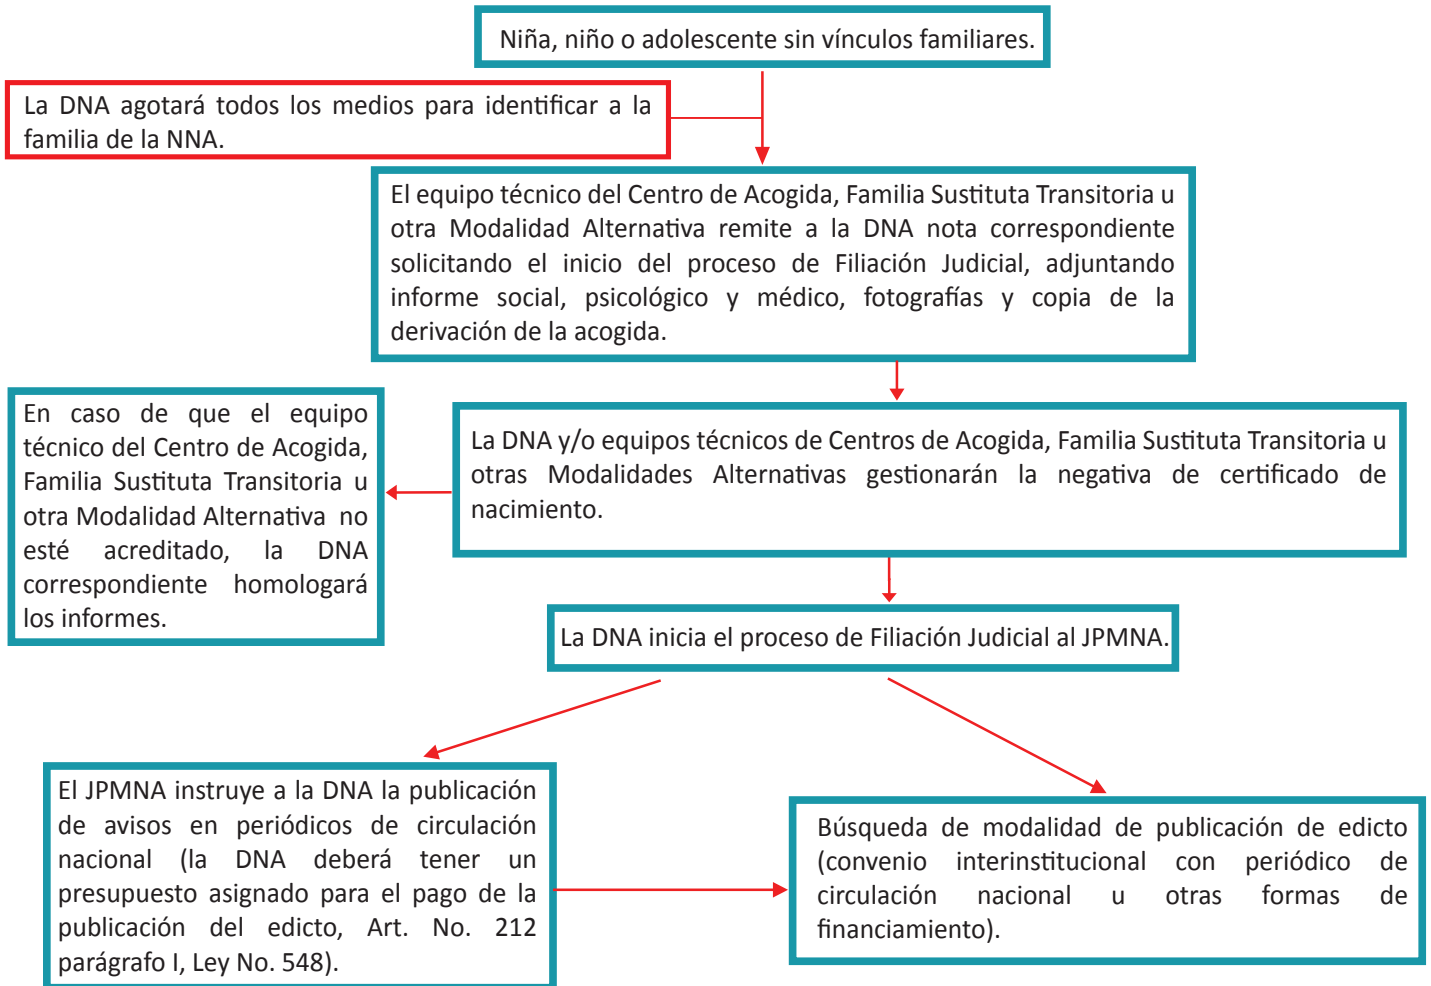 Niña, niño o adolescente sin vínculos familiares.
La DNA agotará todos los medios para identificar a la
familia de la NNA.
El equipo técnico del Centro de Acogida, Familia Sustituta Transitoria u
otra Modalidad Alternativa remite a la DNA nota correspondiente
solicitando el inicio del proceso de Filiación Judicial, adjuntando
informe social, psicológico y médico, fotografías y copia de la
derivación de la acogida.
En caso de que el equipo
técnico del Centro de Acogida,
Familia Sustituta Transitoria u
otra Modalidad Alternativa no
esté acreditado, la DNA
correspondiente homologará
los informes.
La DNA y/o equipos técnicos de Centros de Acogida, Familia Sustituta Transitoria u
otras Modalidades Alternativas gestionarán la negativa de certificado de
nacimiento.
La DNA inicia el proceso de Filiación Judicial al JPMNA.
El JPMNA instruye a la DNA la publicación
de avisos en periódicos de circulación
nacional (la DNA deberá tener un
presupuesto asignado para el pago de la
publicación del edicto, Art. No. 212
parágrafo I, Ley No. 548).
Búsqueda de modalidad de publicación de edicto
(convenio interinstitucional con periódico de
circulación nacional u otras formas de
financiamiento).